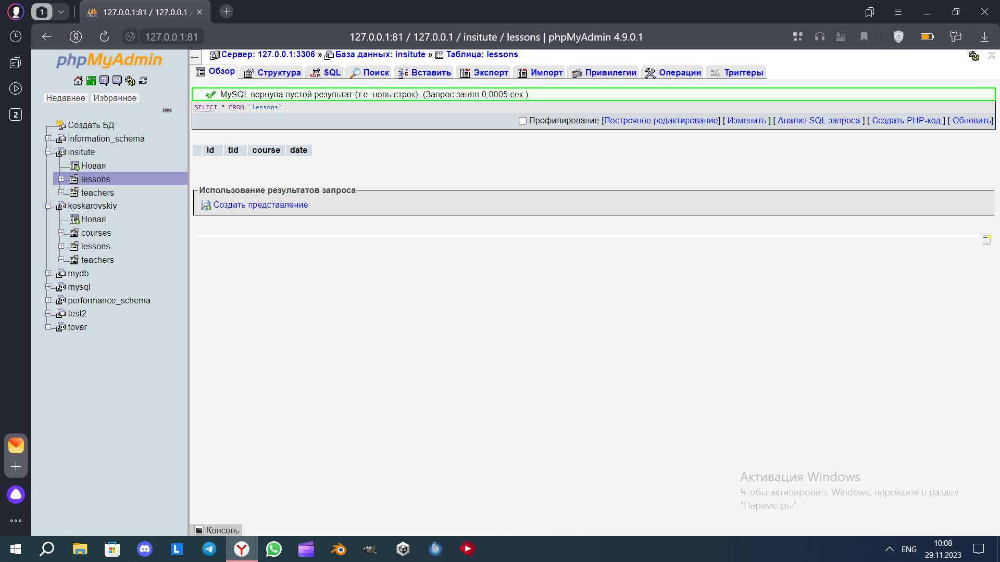 1
127.0.0.1:81 / 127.0.0.1 /
127.0.0.1:81
127.0.0.1:81 / 127.0.0.1 / insitute / lessons | phpMyAdmin 4.9.0.1
2
phpMyAdmin
Недавнее Избранное
Создать БД
information_schema
insitute
Новая
lessons
teachers
koskarovskiy
Новая
courses
lessons
teachers
mydb
mysql
performance_schema
test2
tovar
Сервер: 127.0.0.1:3306 » База данных: insitute » Таблица: lessons
Обзор Структура SQL Поиск Вставить Экспорт Импорт Привилегии Операции Триггеры
MySQL вернула пустой результат (т.е. ноль строк). (Запрос занял 0,0005 сек.)
SELECT * FROM `lessons`
Профилирование [Построчное редактирование] [ Изменить ] [ Анализ SQL запроса ] [ Создать PHP-код ] [ Обновить]
id tid course date
Использование результатов запроса
Создать представление
Активация Windows
Чтобы активировать Windows, перейдите в раздел
"Параметры".
Консоль
ENG
10:08
29.11.2023